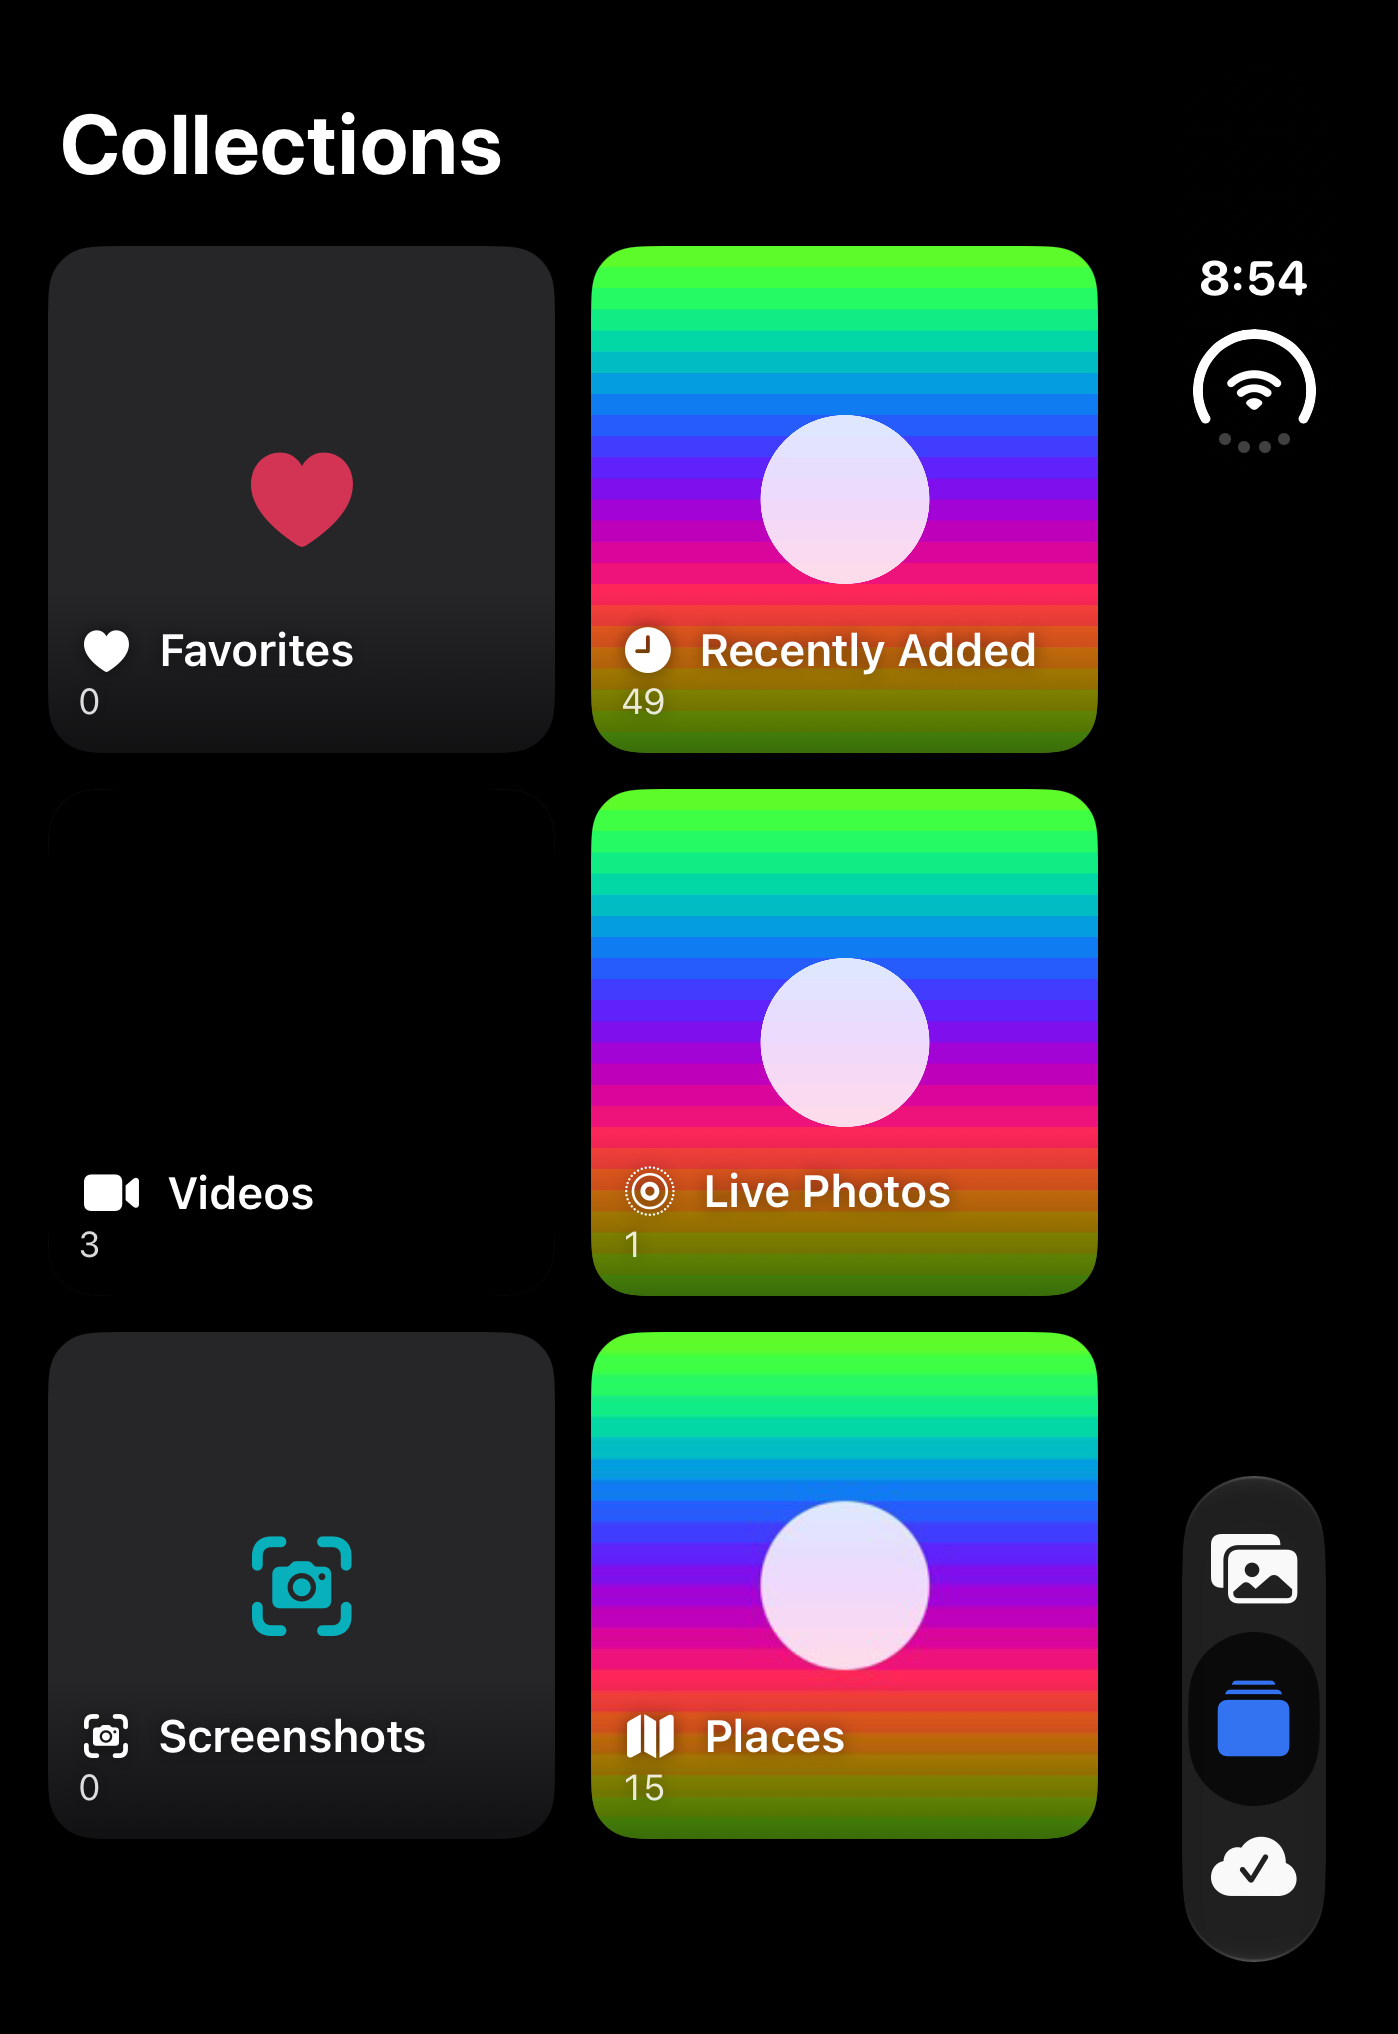 Collections
8:54
Favorites
0
Recently Added
49
Videos
3
Live Photos
1
Screenshots
0
Places
15